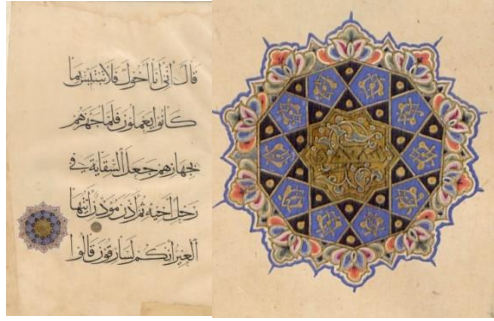 قال انى انا اخوك فلا تبتئس بما
كانوا يعملون فلما جهزهم
بجهازهم جعل السقاية فى
رحل اخيه ثم اذن مؤذن ايتها
العير انكم لسارقون قالوا